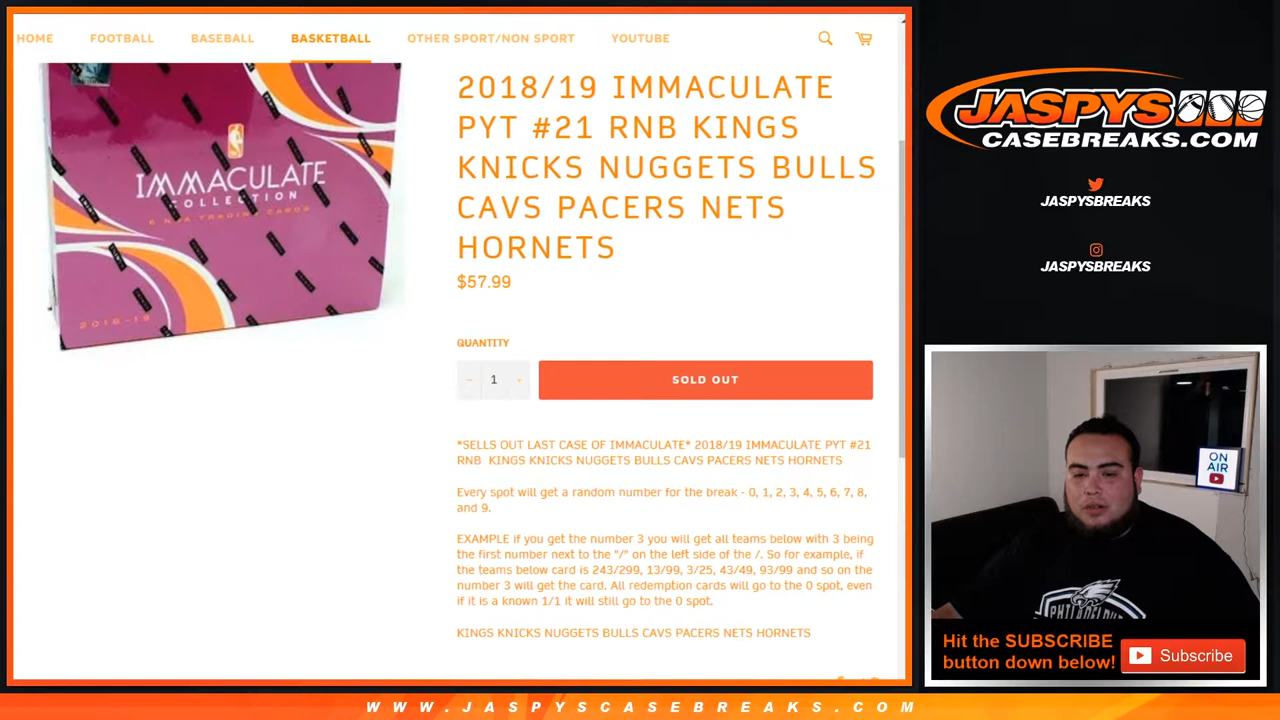 HOME FOOTBALL BASEBALL BASKETBALL OTHER SPORT/NON SPORT YOUTUBE
IMMACULATE
COLLECTION
6 NBA TRADING CARDS
2018-19
2018/19 IMMACULATE
PYT #21 RNB KINGS
KNICKS NUGGETS BULLS
CAVS PACERS NETS
HORNETS
$57.99
QUANTITY
− 1 +
SOLD OUT
*SELLS OUT LAST CASE OF IMMACULATE* 2018/19 IMMACULATE PYT #21
RNB KINGS KNICKS NUGGETS BULLS CAVS PACERS NETS HORNETS
Every spot will get a random number for the break - 0, 1, 2, 3, 4, 5, 6, 7, 8,
and 9.
EXAMPLE if you get the number 3 you will get all teams below with 3 being
the first number next to the "/" on the left side of the /. So for example, if
the teams below card is 243/299, 13/99, 3/25, 43/49, 93/99 and so on the
number 3 will get the card. All redemption cards will go to the 0 spot, even
if it is a known 1/1 it will still go to the 0 spot.
KINGS KNICKS NUGGETS BULLS CAVS PACERS NETS HORNETS
JASPYS
CASEBREAKS.COM
JASPYSBREAKS
JASPYSBREAKS
ON
AIR
PHILADELPHIA
Hit the SUBSCRIBE
button down below!
Subscribe
WWW.JASPYSCASEBREAKS.COM